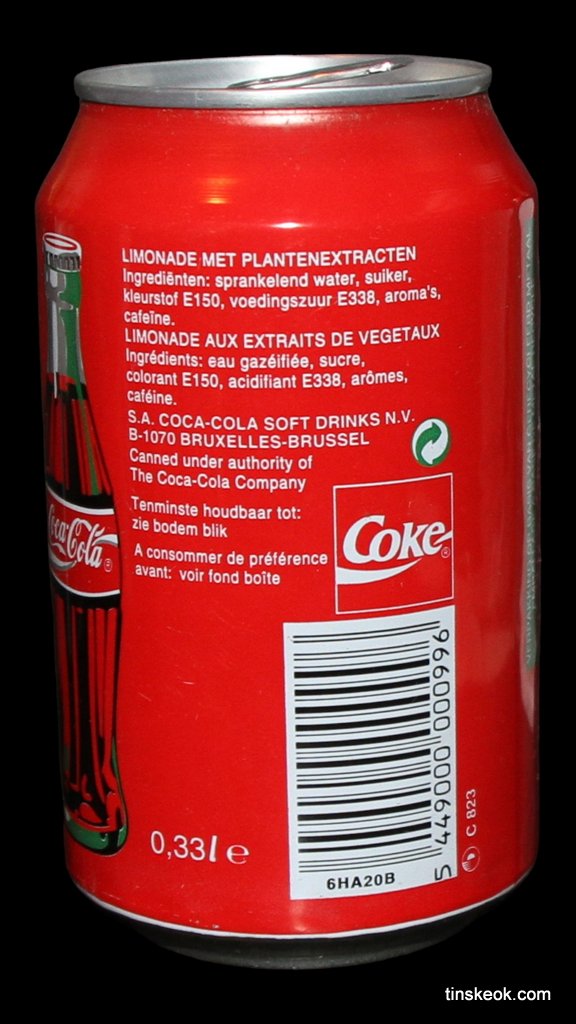 LIMONADE MET PLANTENEXTRACTEN
Ingrediënten: sprankelend water, suiker,
kleurstof E150, voedingszuur E338, aroma's,
cafeïne.
LIMONADE AUX EXTRAITS DE VEGETAUX
Ingrédients: eau gazéifiée, sucre,
colorant E150, acidifiant E338, arômes,
caféine.
S.A. COCA-COLA SOFT DRINKS N.V.
B-1070 BRUXELLES-BRUSSEL
Canned under authority of
The Coca-Cola Company
Tenminste houdbaar tot:
zie bodem blik
A consommer de préférence
avant: voir fond boîte
Coca-Cola ®
Coke ®
5 449000 000996
6HA20B
C 823
0,33 l e
tinskeok.com